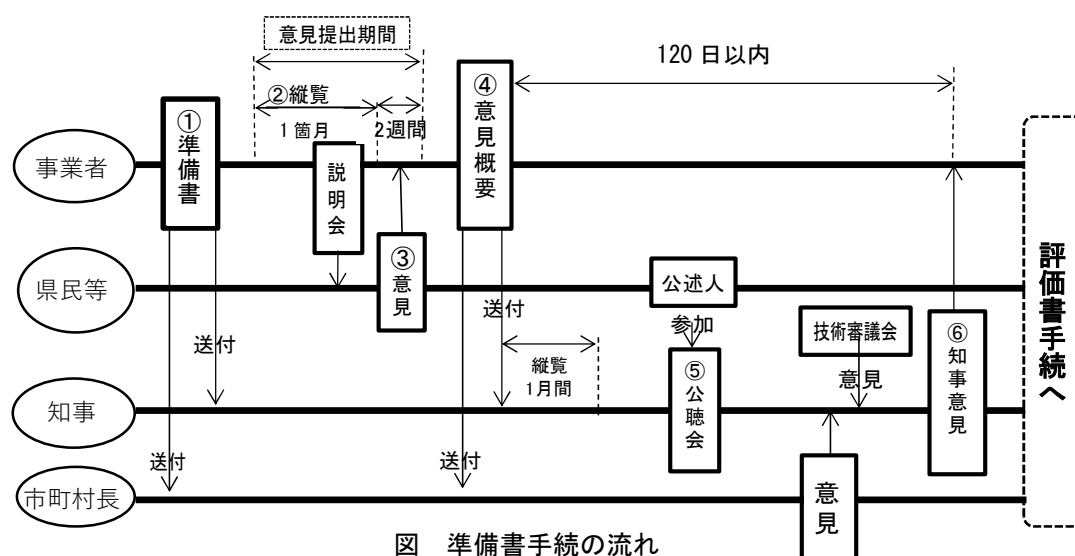 意見提出期間
120 日以内
②縦覧
1 箇月
2週間
①準備書
④意見概要
事業者
説明会
県民等
③意見
公述人
送付
送付
参加
技術審議会
⑥知事意見
縦覧
1月間
⑤公聴会
意見
知事
送付
送付
市町村長
意見
評価書手続へ
図 準備書手続の流れ